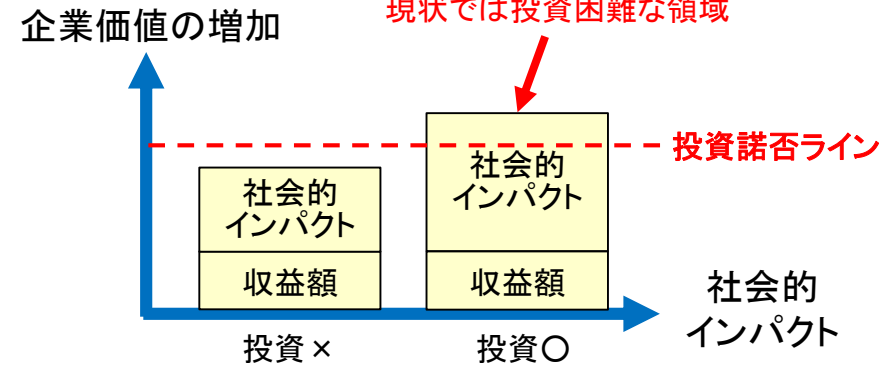 現状では投資困難な領域
企業価値の増加
投資諾否ライン
社会的
インパクト
収益額
社会的
インパクト
収益額
社会的
インパクト
投資×
投資〇